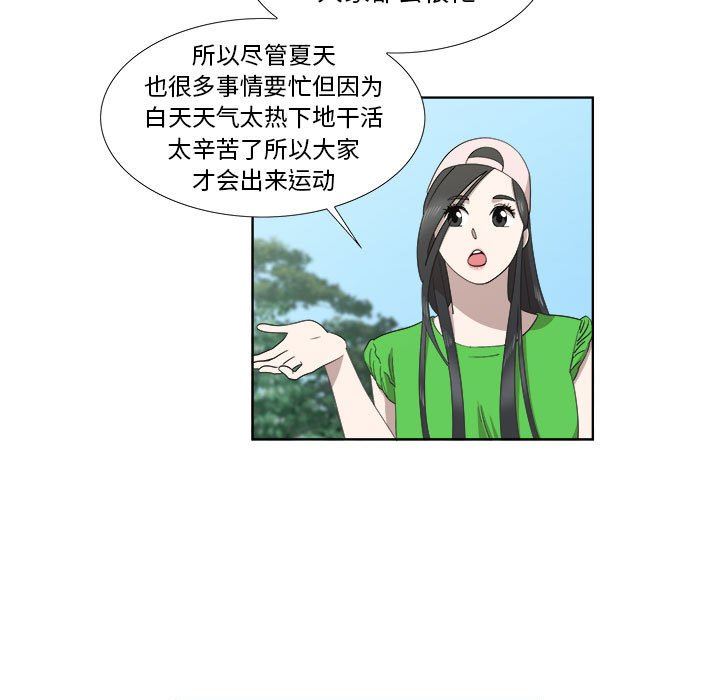 所以尽管夏天
也很多事情要忙但因为
白天天气太热下地干活
太辛苦了所以大家
才会出来运动